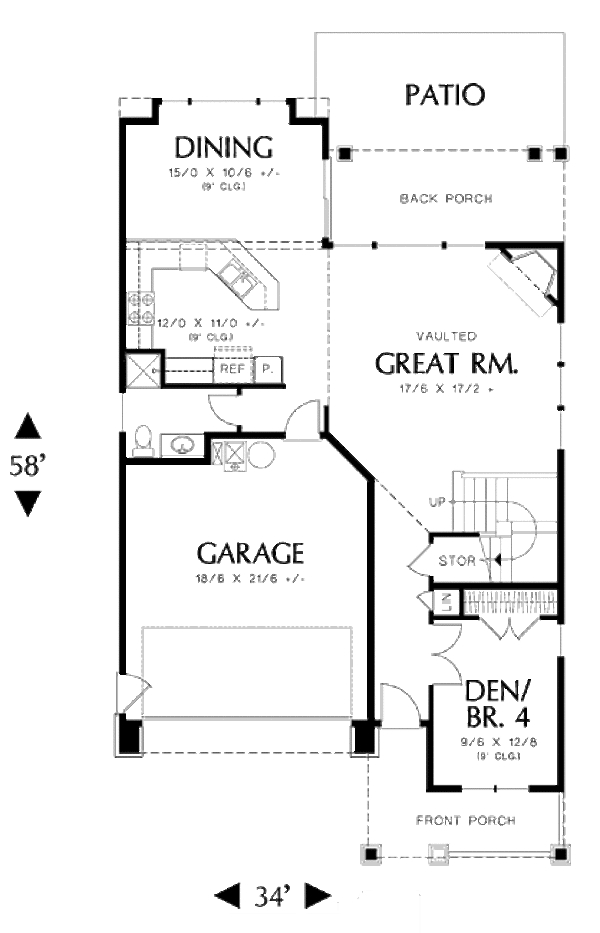 PATIO
DINING
15/0 X 10/6 +/-
(9' CLG.)
BACK PORCH
12/0 X 11/0 +/-
(9' CLG.)
VAULTED
GREAT RM.
17/6 X 17/2 +
REF
P.
58'
UP
GARAGE
18/6 X 21/6 +/-
STOR
LIN
DEN/
BR. 4
9/6 X 12/8
(9' CLG.)
FRONT PORCH
34'